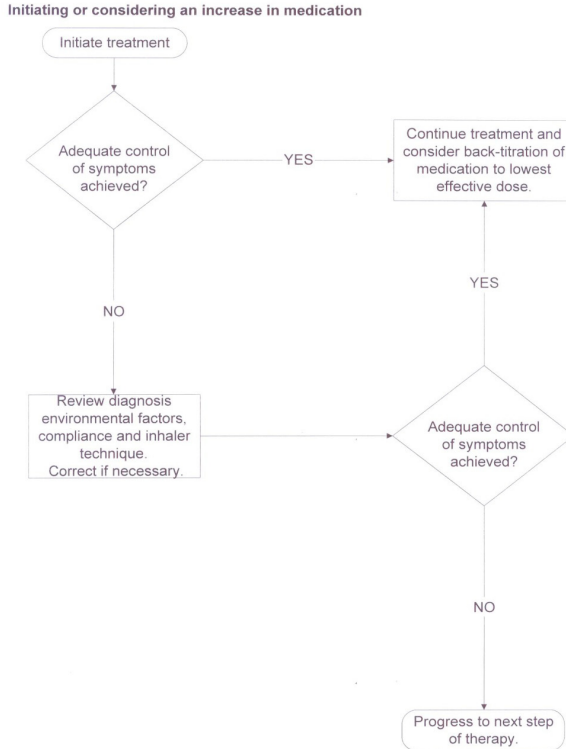 Initiating or considering an increase in medication
Initiate treatment
Adequate control
of symptoms
achieved?
YES
Continue treatment and
consider back-titration of
medication to lowest
effective dose.
NO
YES
Review diagnosis
environmental factors,
compliance and inhaler
technique.
Correct if necessary.
Adequate control
of symptoms
achieved?
NO
Progress to next step
of therapy.